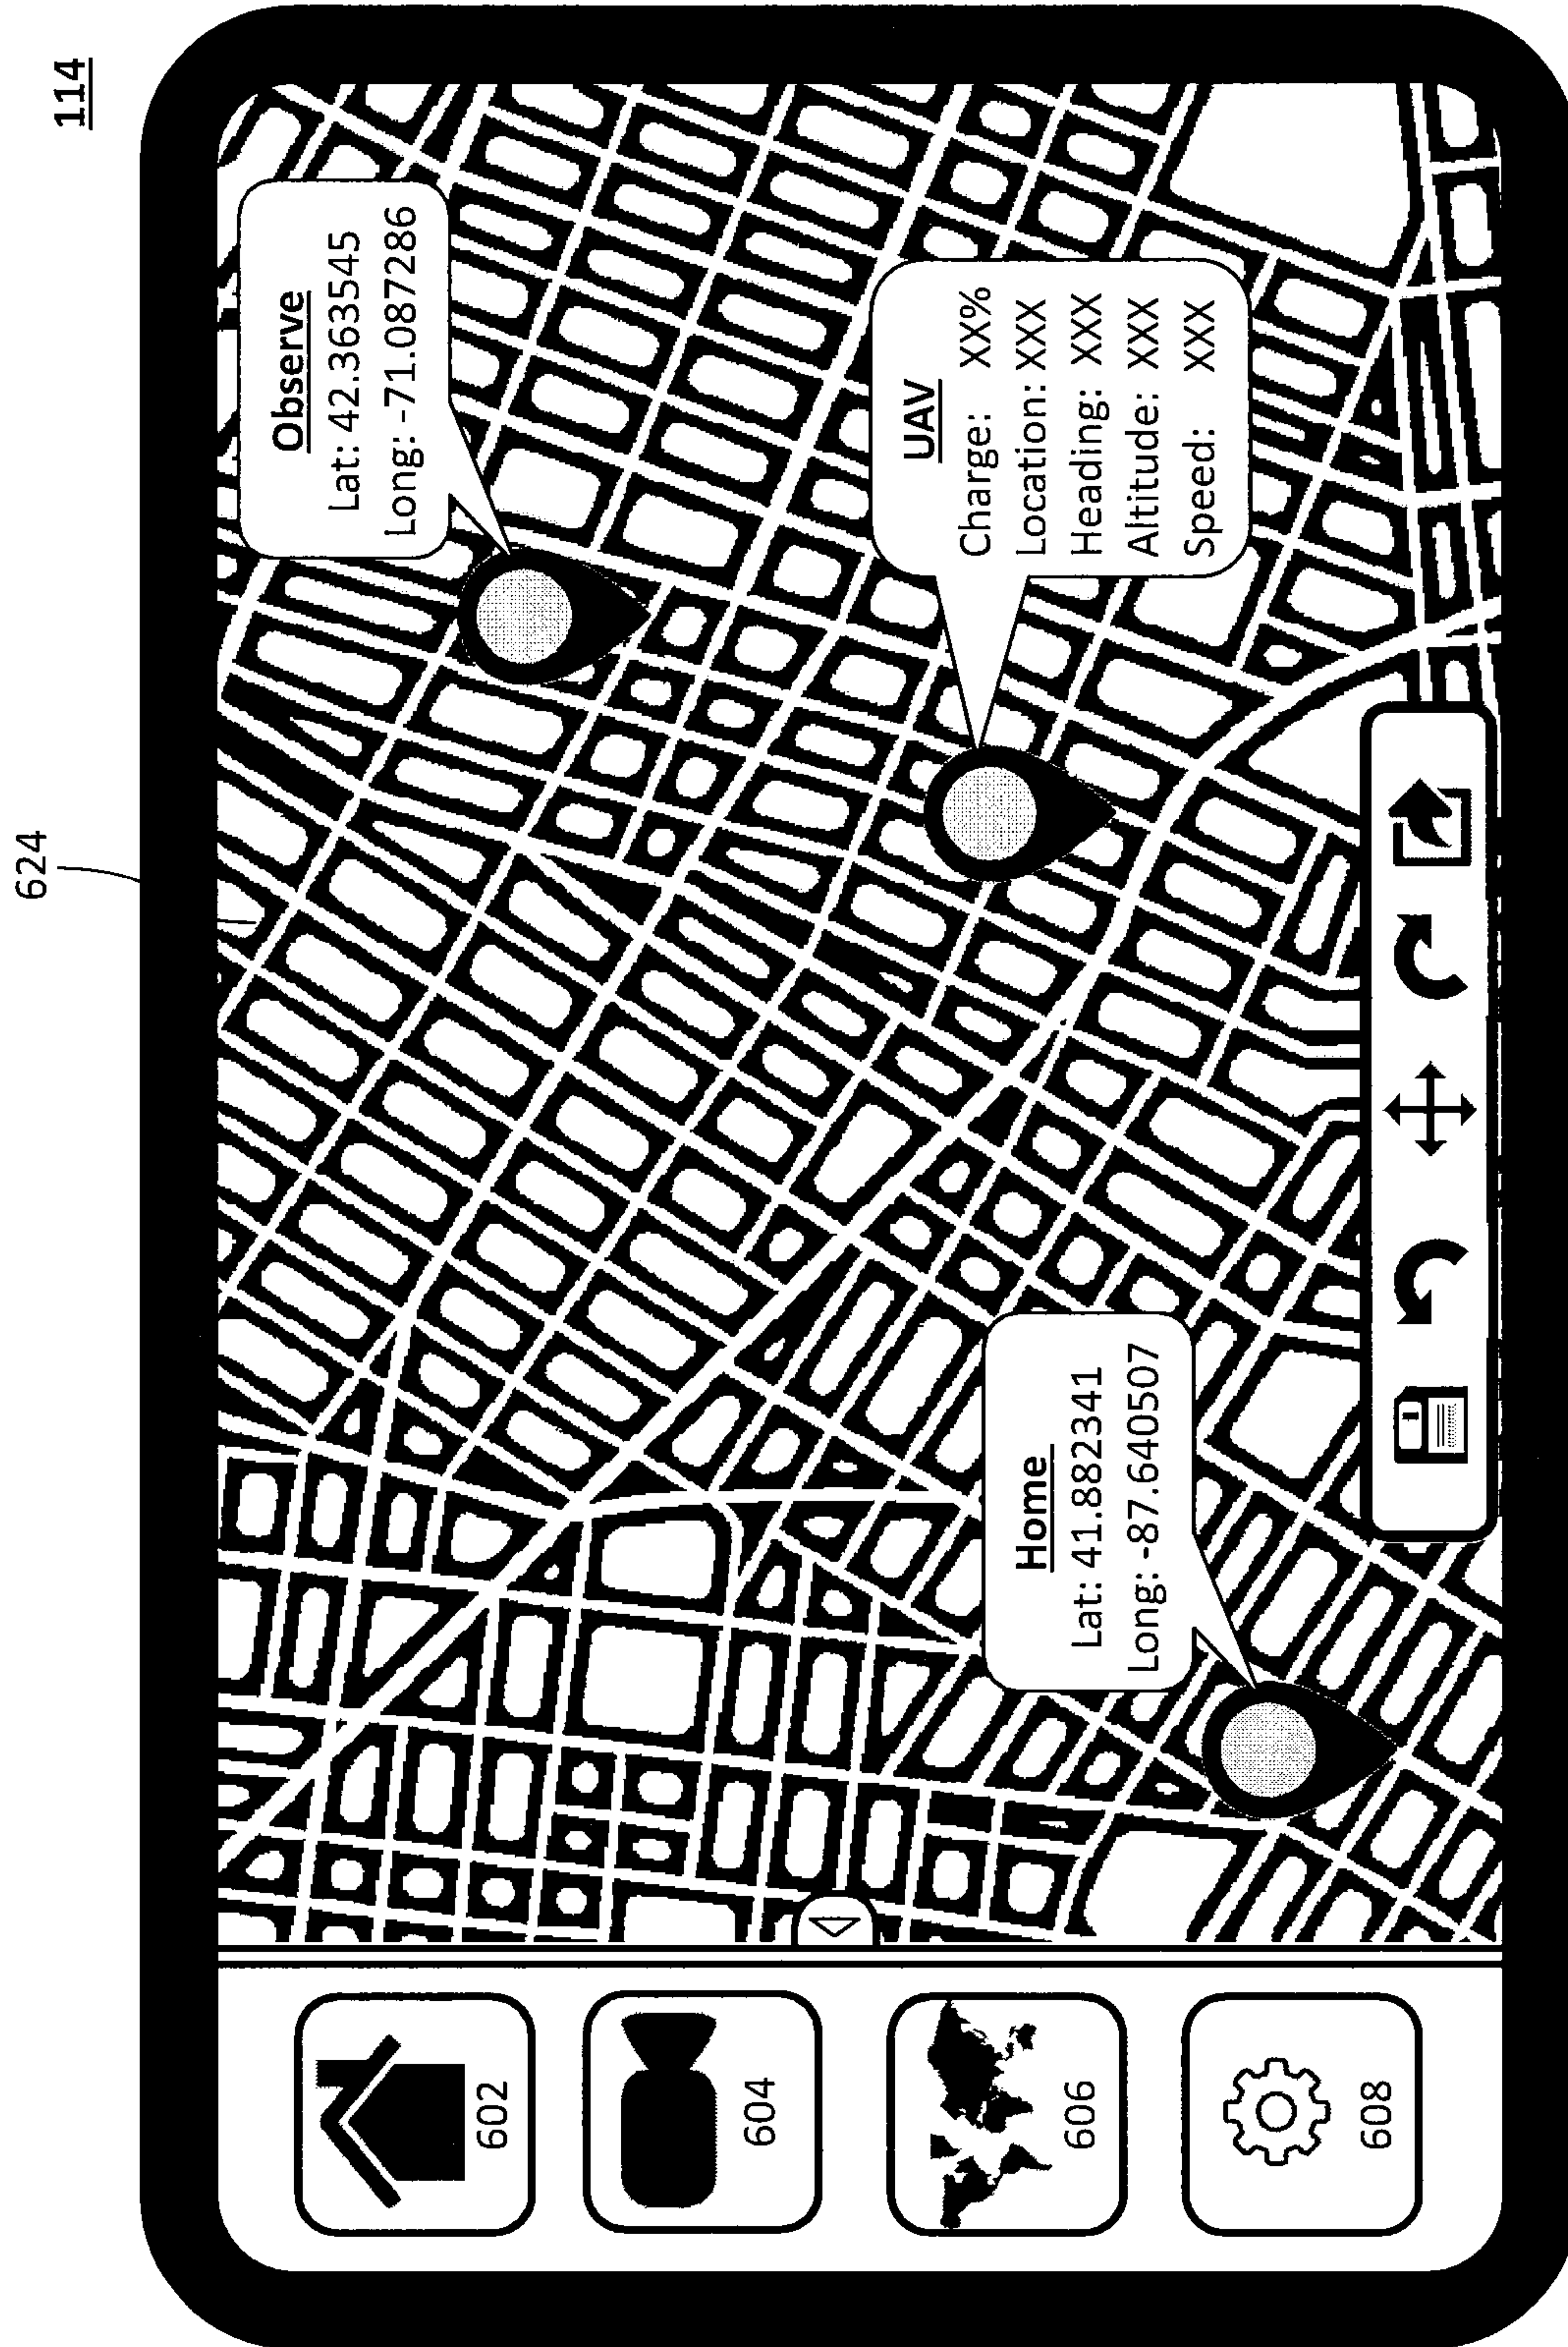 114
624
Observe
Lat: 42.363545
Long: -71.087286
UAV
Charge: XX%
Location: XXX
Heading: XXX
Altitude: XXX
Speed: XXX
Home
Lat: 41.882341
Long: -87.640507
602
604
606
608